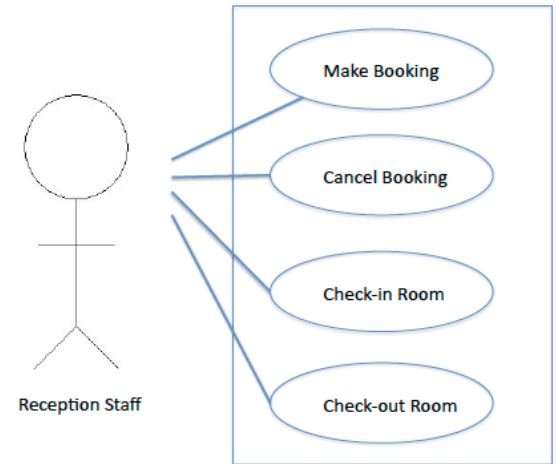 Make Booking
Cancel Booking
Check-in Room
Check-out Room
Reception Staff